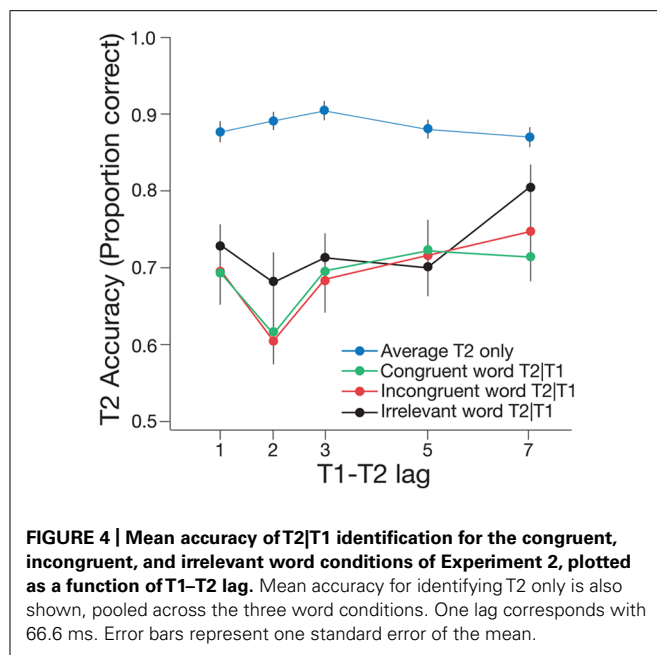 1.0
0.9
0.8
0.7
0.6
0.5
T2 Accuracy (Proportion correct)
Average T2 only
Congruent word T2|T1
Incongruent word T2|T1
Irrelevant word T2|T1
1 2 3 5 7
T1-T2 lag
FIGURE 4 | Mean accuracy of T2|T1 identification for the congruent,
incongruent, and irrelevant word conditions of Experiment 2, plotted
as a function of T1–T2 lag. Mean accuracy for identifying T2 only is also
shown, pooled across the three word conditions. One lag corresponds with
66.6 ms. Error bars represent one standard error of the mean.